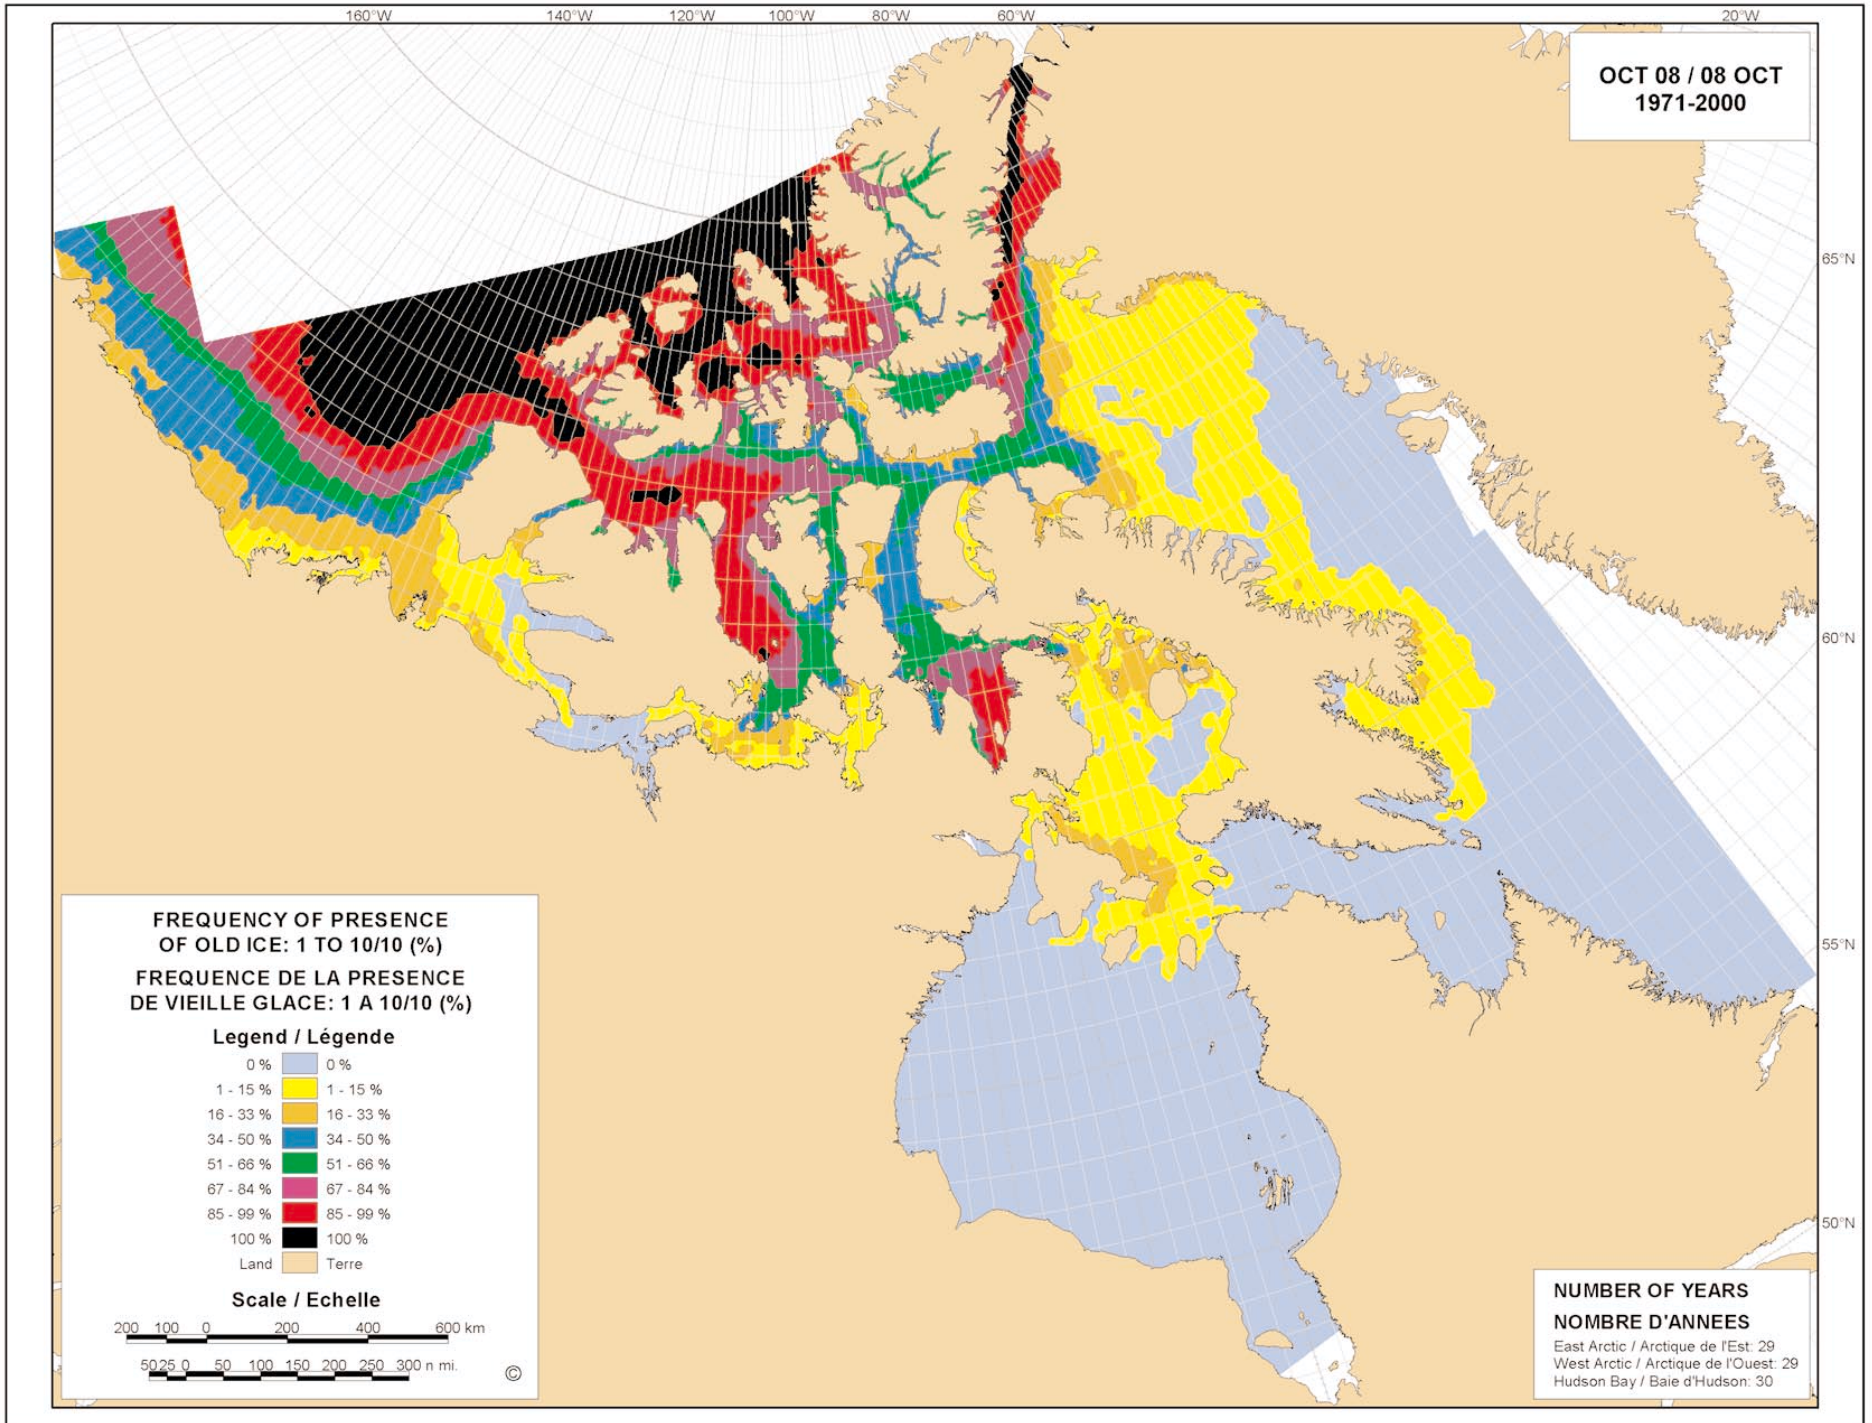 160°W 140°W 120°W 100°W 80°W 60°W 20°W
OCT 08 / 08 OCT
1971-2000
65°N
60°N
55°N
50°N
FREQUENCY OF PRESENCE
OF OLD ICE: 1 TO 10/10 (%)
FREQUENCE DE LA PRESENCE
DE VIEILLE GLACE: 1 A 10/10 (%)
Legend / Légende
0 % 0 %
1 - 15 % 1 - 15 %
16 - 33 % 16 - 33 %
34 - 50 % 34 - 50 %
51 - 66 % 51 - 66 %
67 - 84 % 67 - 84 %
85 - 99 % 85 - 99 %
100 % 100 %
Land Terre
Scale / Echelle
200 100 0 200 400 600 km
50 25 0 50 100 150 200 250 300 n mi.
©
NUMBER OF YEARS
NOMBRE D'ANNEES
East Arctic / Arctique de l'Est: 29
West Arctic / Arctique de l'Ouest: 29
Hudson Bay / Baie d'Hudson: 30